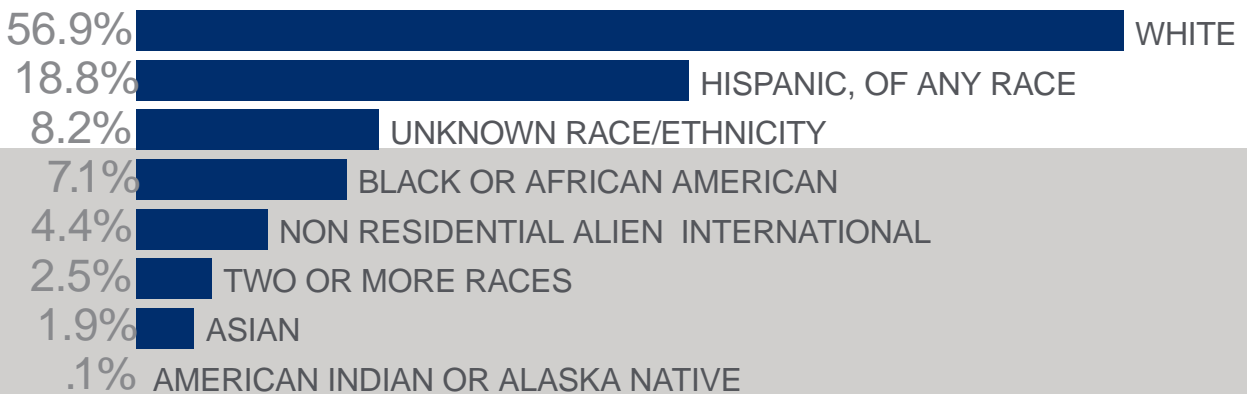 56.9% WHITE
18.8% HISPANIC, OF ANY RACE
8.2% UNKNOWN RACE/ETHNICITY
7.1% BLACK OR AFRICAN AMERICAN
4.4% NON RESIDENTIAL ALIEN  INTERNATIONAL
2.5% TWO OR MORE RACES
1.9% ASIAN
.1% AMERICAN INDIAN OR ALASKA NATIVE